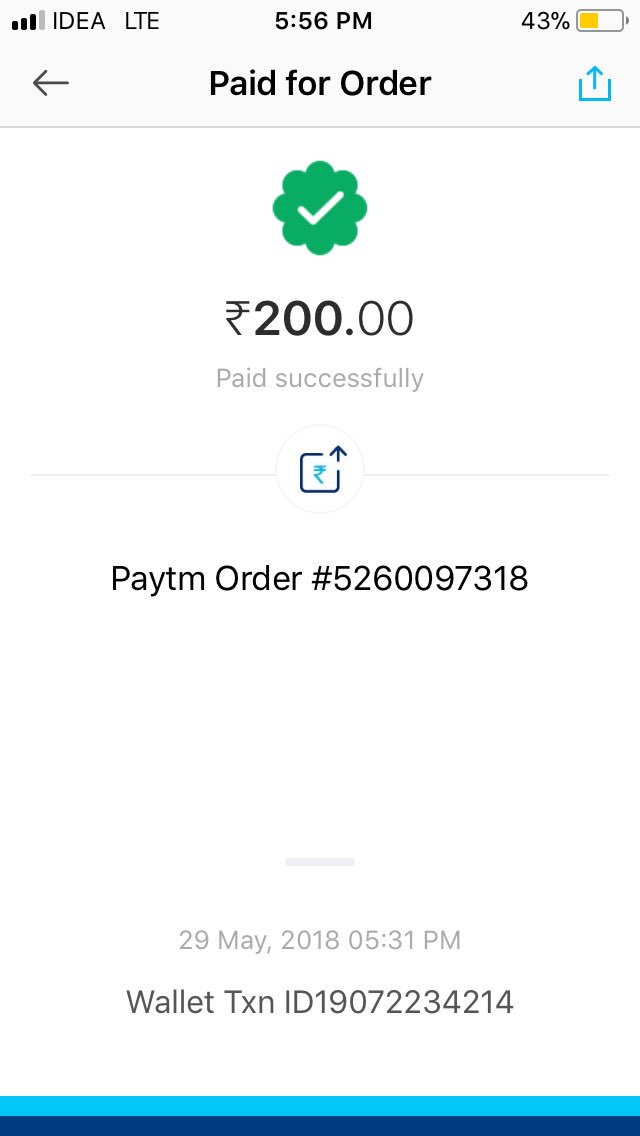 IDEA LTE 5:56 PM 43%
Paid for Order
₹200.00
Paid successfully
₹
Paytm Order #5260097318
29 May, 2018 05:31 PM
Wallet Txn ID19072234214